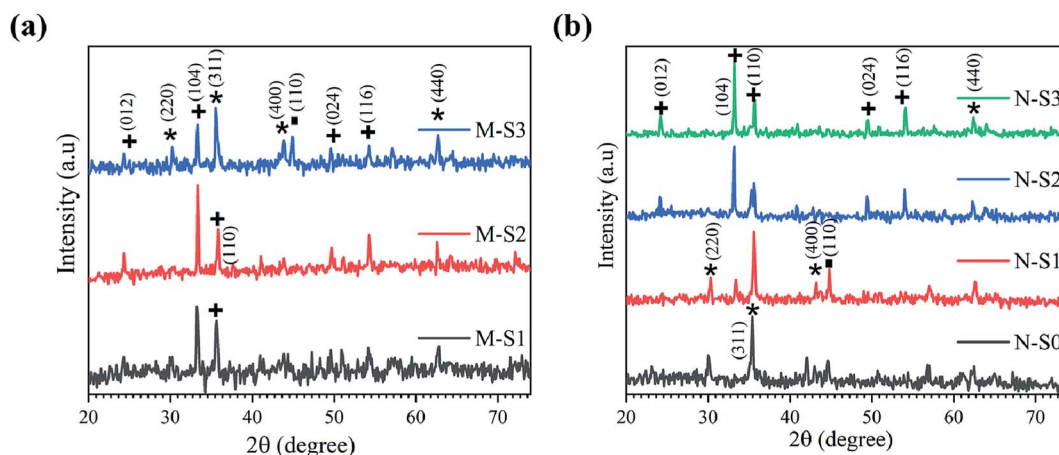 (a)
(012)
(220)
(104)
(311)
(400)
(110)
(024)
(116)
(440)
M-S3
(110)
M-S2
M-S1
Intensity (a.u)
20 30 40 50 60 70
2θ (degree)
(b)
(012)
(104)
(110)
(024)
(116)
(440)
N-S3
N-S2
(220)
(400)
(110)
N-S1
(311)
N-S0
Intensity (a.u)
20 30 40 50 60 70
2θ (degree)